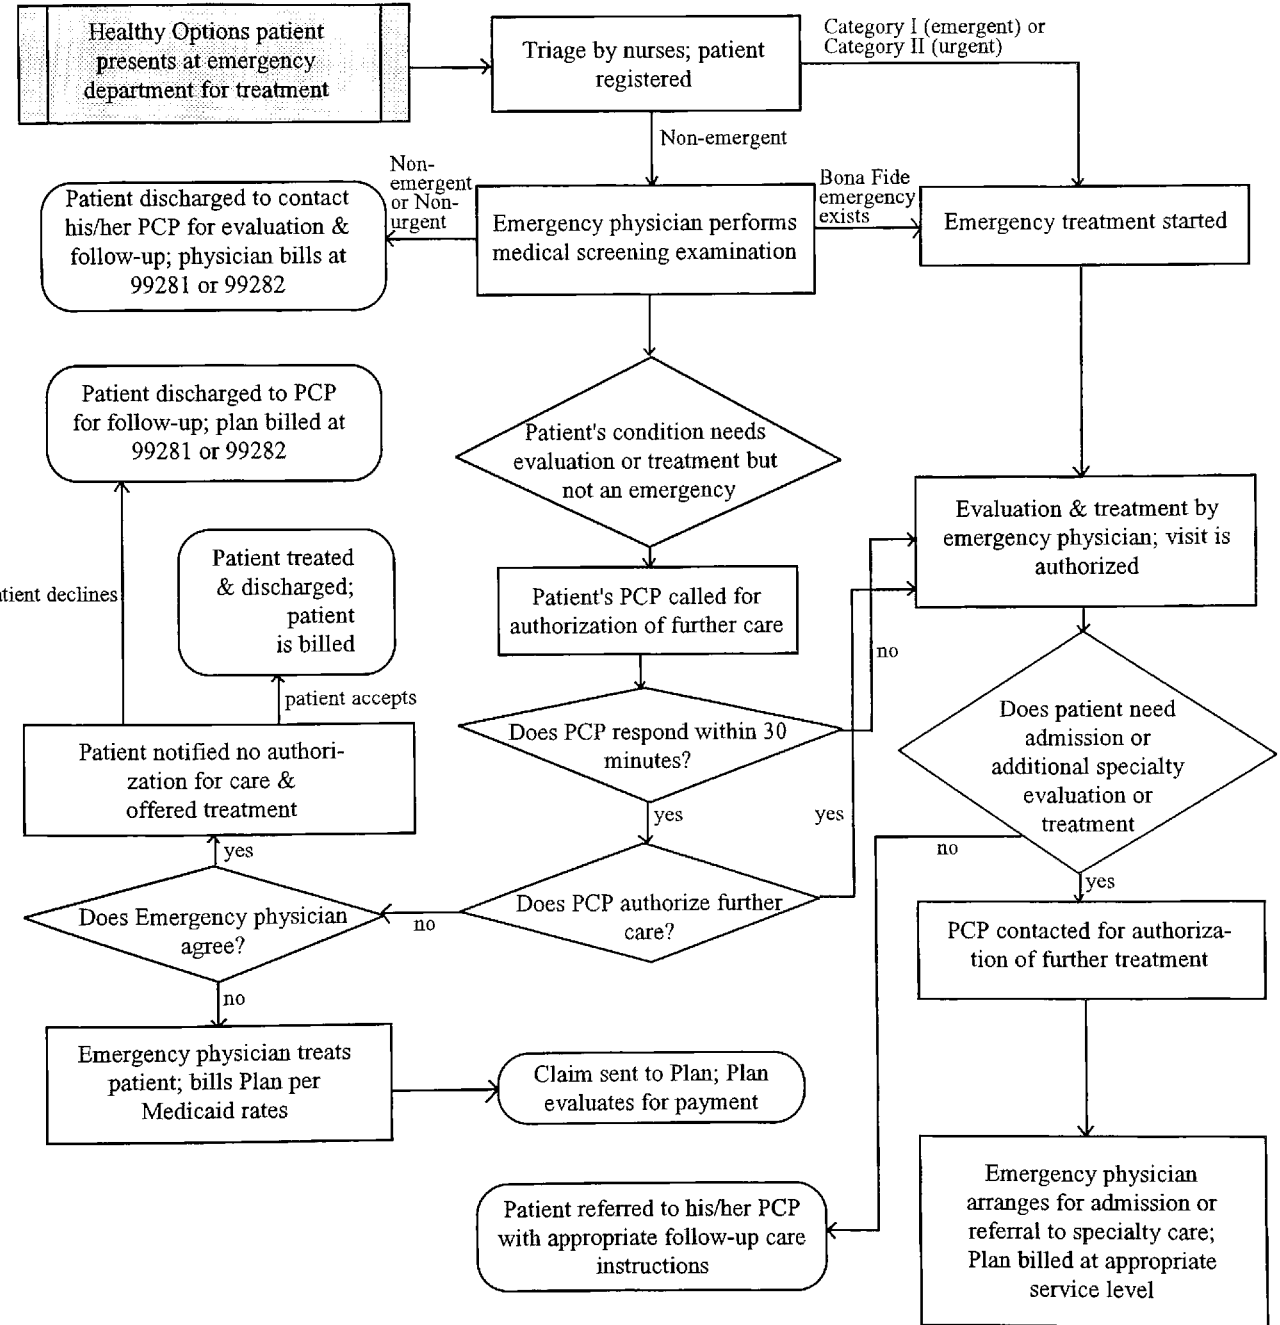 Healthy Options patient
presents at emergency
department for treatment
Triage by nurses; patient
registered
Category I (emergent) or
Category II (urgent)
Non-emergent
Patient discharged to contact
his/her PCP for evaluation &
follow-up; physician bills at
99281 or 99282
Non-
emergent
or Non-
urgent
Emergency physician performs
medical screening examination
Bona Fide
emergency
exists
Emergency treatment started
Patient discharged to PCP
for follow-up; plan billed at
99281 or 99282
Patient's condition needs
evaluation or treatment but
not an emergency
Evaluation & treatment by
emergency physician; visit is
authorized
Patient treated
& discharged;
patient
is billed
tient declines
Patient's PCP called for
authorization of further care
no
patient accepts
Patient notified no authori-
zation for care &
offered treatment
Does PCP respond within 30
minutes?
Does patient need
admission or
additional specialty
evaluation or
treatment
yes
yes
no
yes
yes
Does Emergency physician
agree?
no
Does PCP authorize further
care?
PCP contacted for authoriza-
tion of further treatment
no
Emergency physician treats
patient; bills Plan per
Medicaid rates
Claim sent to Plan; Plan
evaluates for payment
Patient referred to his/her PCP
with appropriate follow-up care
instructions
Emergency physician
arranges for admission or
referral to specialty care;
Plan billed at appropriate
service level